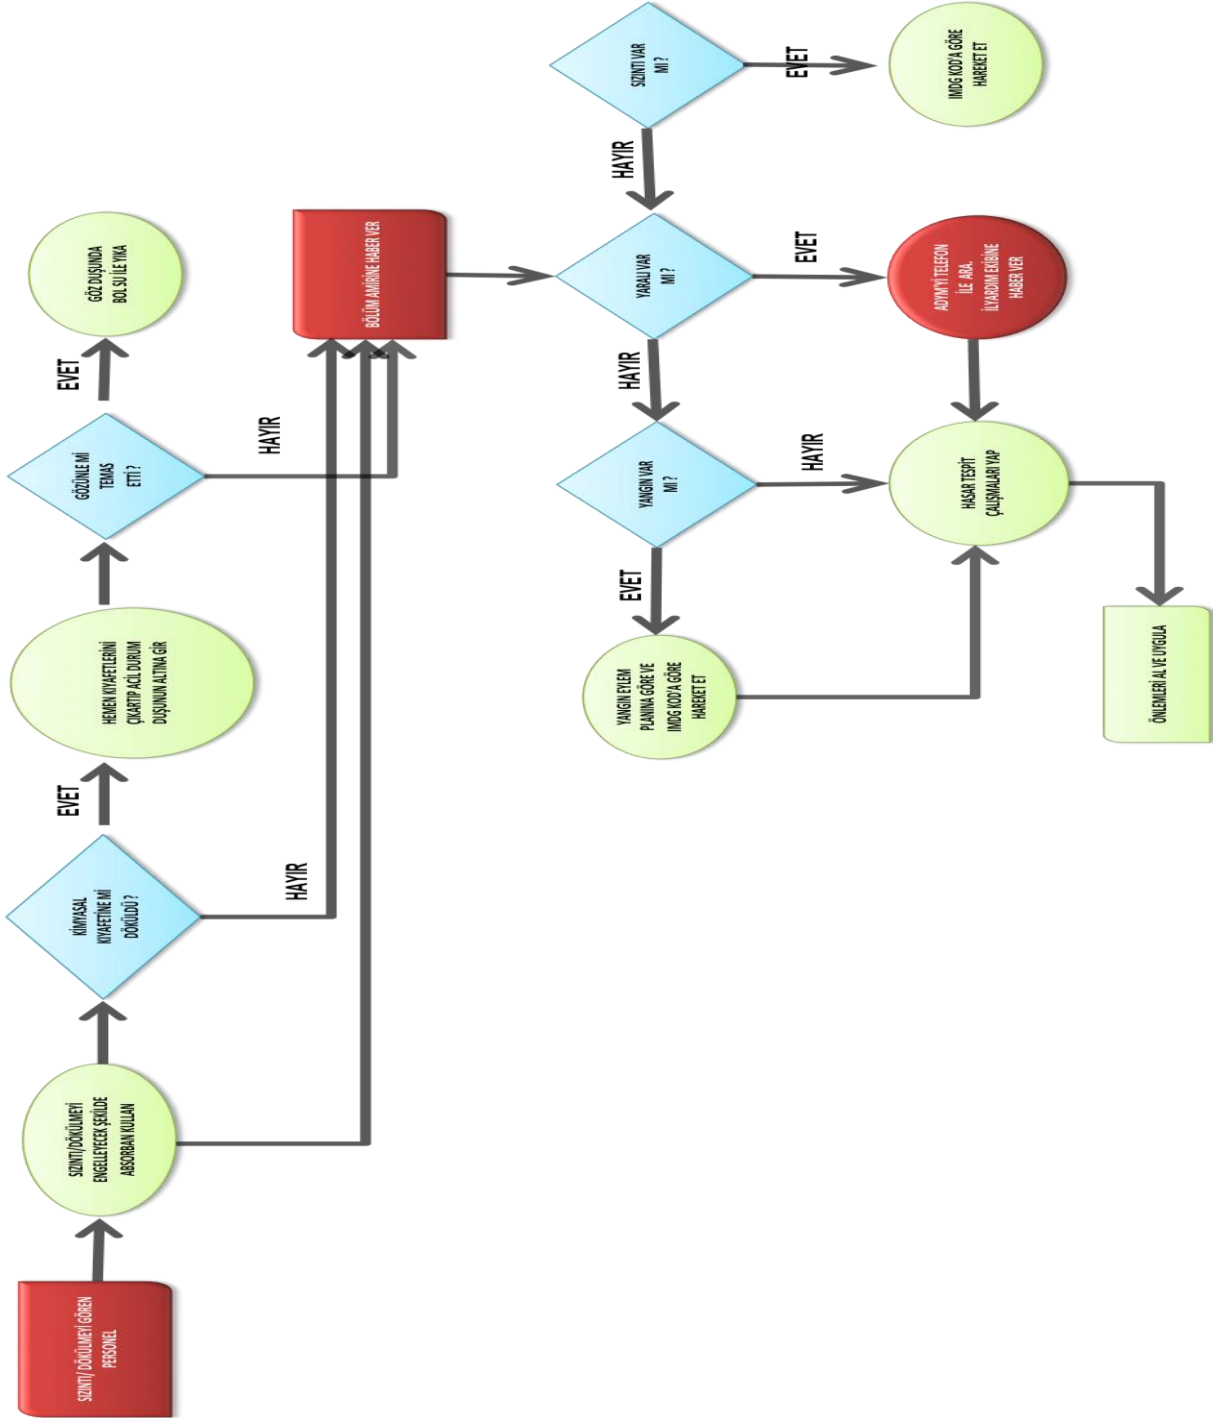 SIZINTI/ DÖKÜLMEYİ GÖREN
PERSONEL
SIZINTI/DÖKÜLMEYİ
ENGELLEYECEK ŞEKİLDE
ABSORBAN KULLAN
KİMYASAL
KIYAFETİNE Mİ
DÖKÜLDÜ ?
EVET
HAYIR
HEMEN KIYAFETLERİNİ
ÇIKARTIP ACİL DURUM
DUŞUNUN ALTINA GİR
GÖZÜNLE Mİ
TEMAS
ETTİ ?
EVET
HAYIR
GÖZ DUŞUNDA
BOL SU İLE YIKA
BÖLÜM AMİRİNE HABER VER
YANGIN EYLEM
PLANINA GÖRE VE
IMDG KOD'A GÖRE
HAREKET ET
EVET
YANGIN VAR
MI ?
HAYIR
HAYIR
YARALI VAR
MI ?
EVET
HAYIR
SIZINTI VAR
MI ?
EVET
IMDG KOD'A GÖRE
HAREKET ET
ADYM'Yİ TELEFON
İLE ARA.
İLYARDIM EKİBİNE
HABER VER
HASAR TESPİT
ÇALIŞMALARI YAP
ÖNLEMLERİ AL VE UYGULA